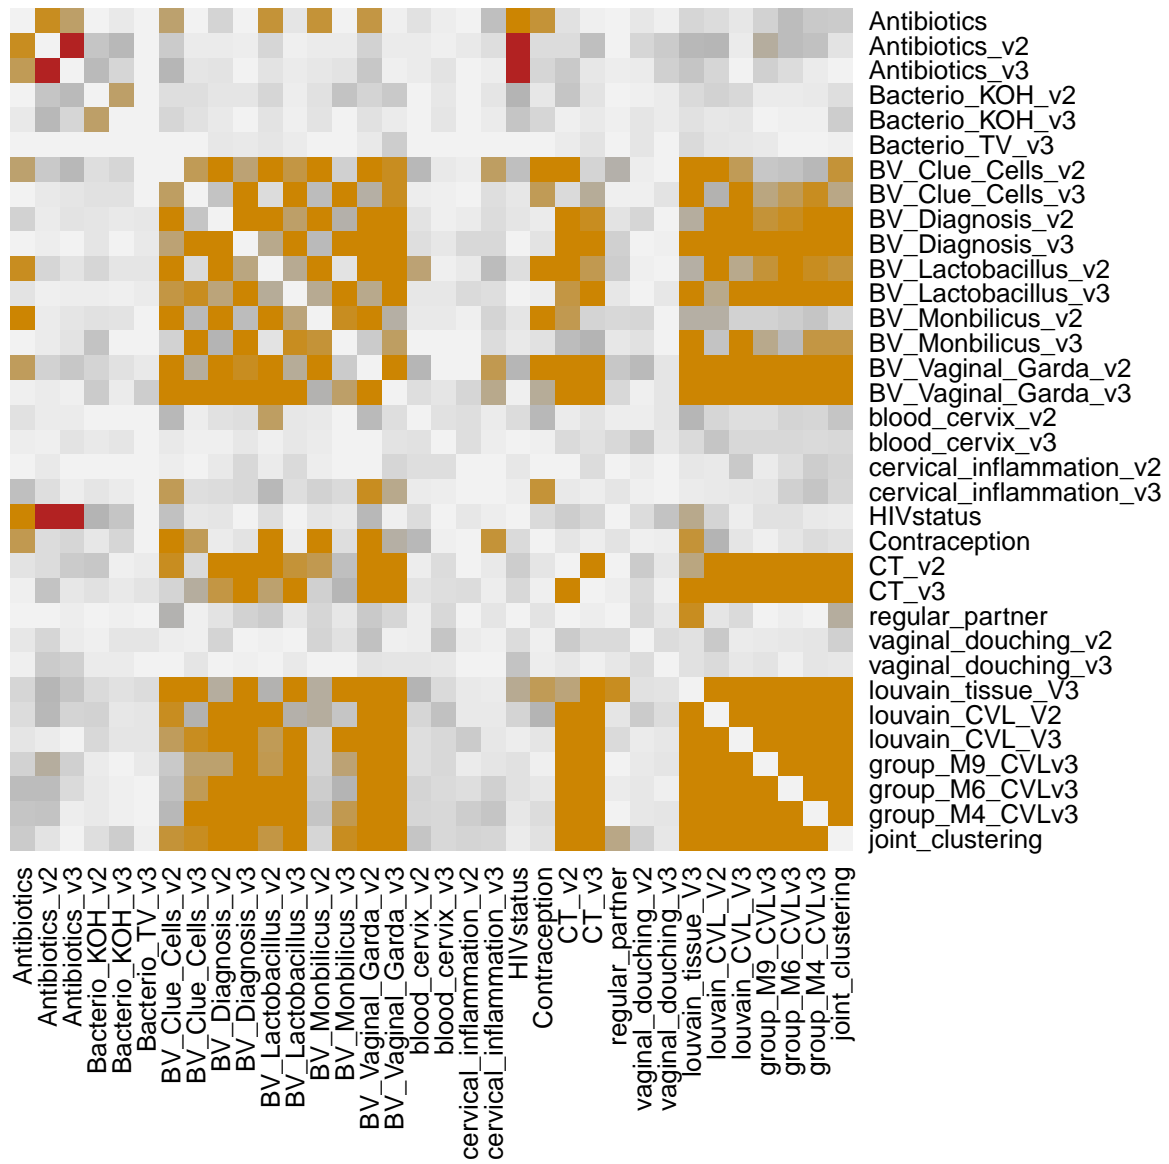 Antibiotics
Antibiotics_v2
Antibiotics_v3
Bacterio_KOH_v2
Bacterio_KOH_v3
Bacterio_TV_v3
BV_Clue_Cells_v2
BV_Clue_Cells_v3
BV_Diagnosis_v2
BV_Diagnosis_v3
BV_Lactobacillus_v2
BV_Lactobacillus_v3
BV_Monbilicus_v2
BV_Monbilicus_v3
BV_Vaginal_Garda_v2
BV_Vaginal_Garda_v3
blood_cervix_v2
blood_cervix_v3
cervical_inflammation_v2
cervical_inflammation_v3
HIVstatus
Contraception
CT_v2
CT_v3
regular_partner
vaginal_douching_v2
vaginal_douching_v3
louvain_tissue_V3
louvain_CVL_V2
louvain_CVL_V3
group_M9_CVLv3
group_M6_CVLv3
group_M4_CVLv3
joint_clustering
Antibiotics
Antibiotics_v2
Antibiotics_v3
Bacterio_KOH_v2
Bacterio_KOH_v3
Bacterio_TV_v3
BV_Clue_Cells_v2
BV_Clue_Cells_v3
BV_Diagnosis_v2
BV_Diagnosis_v3
BV_Lactobacillus_v2
BV_Lactobacillus_v3
BV_Monbilicus_v2
BV_Monbilicus_v3
BV_Vaginal_Garda_v2
BV_Vaginal_Garda_v3
blood_cervix_v2
blood_cervix_v3
cervical_inflammation_v2
cervical_inflammation_v3
HIVstatus
Contraception
CT_v2
CT_v3
regular_partner
vaginal_douching_v2
vaginal_douching_v3
louvain_tissue_V3
louvain_CVL_V2
louvain_CVL_V3
group_M9_CVLv3
group_M6_CVLv3
group_M4_CVLv3
joint_clustering